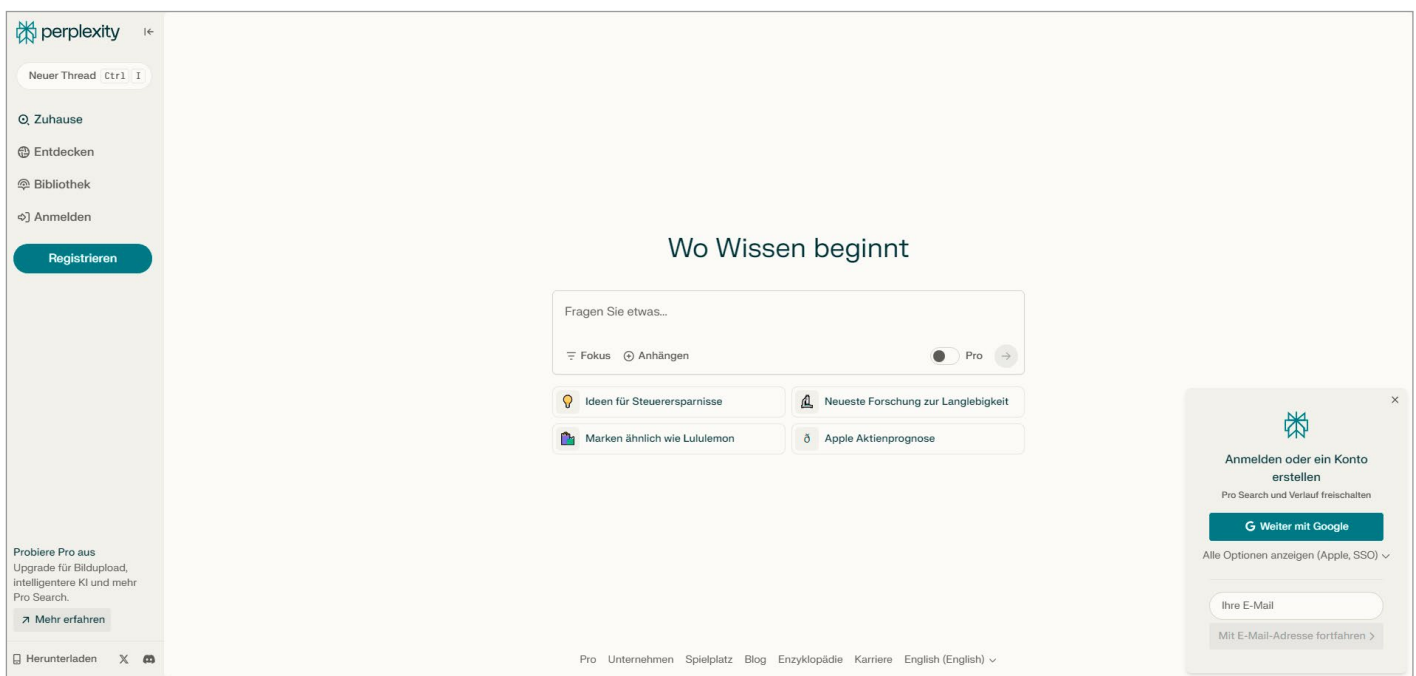 perplexity
Neuer Thread Ctrl I
Zuhause
Entdecken
Bibliothek
Anmelden
Registrieren
Wo Wissen beginnt
Fragen Sie etwas...
Fokus Anhängen Pro
Ideen für Steuerersparnisse
Neueste Forschung zur Langlebigkeit
Marken ähnlich wie Lululemon
Apple Aktienprognose
Anmelden oder ein Konto
erstellen
Pro Search und Verlauf freischalten
G Weiter mit Google
Alle Optionen anzeigen (Apple, SSO)
Ihre E-Mail
Mit E-Mail-Adresse fortfahren
Probiere Pro aus
Upgrade für Bildupload,
intelligentere KI und mehr
Pro Search.
Mehr erfahren
Herunterladen
Pro Unternehmen Spielplatz Blog Enzyklopädie Karriere English (English)